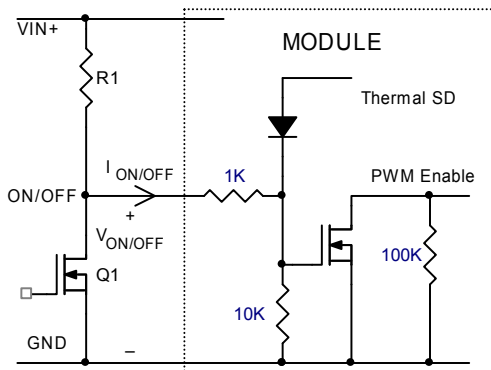 VIN+
MODULE
R1
Thermal SD
I ON/OFF
1K
PWM Enable
ON/OFF
+
V ON/OFF
Q1
100K
10K
GND
–